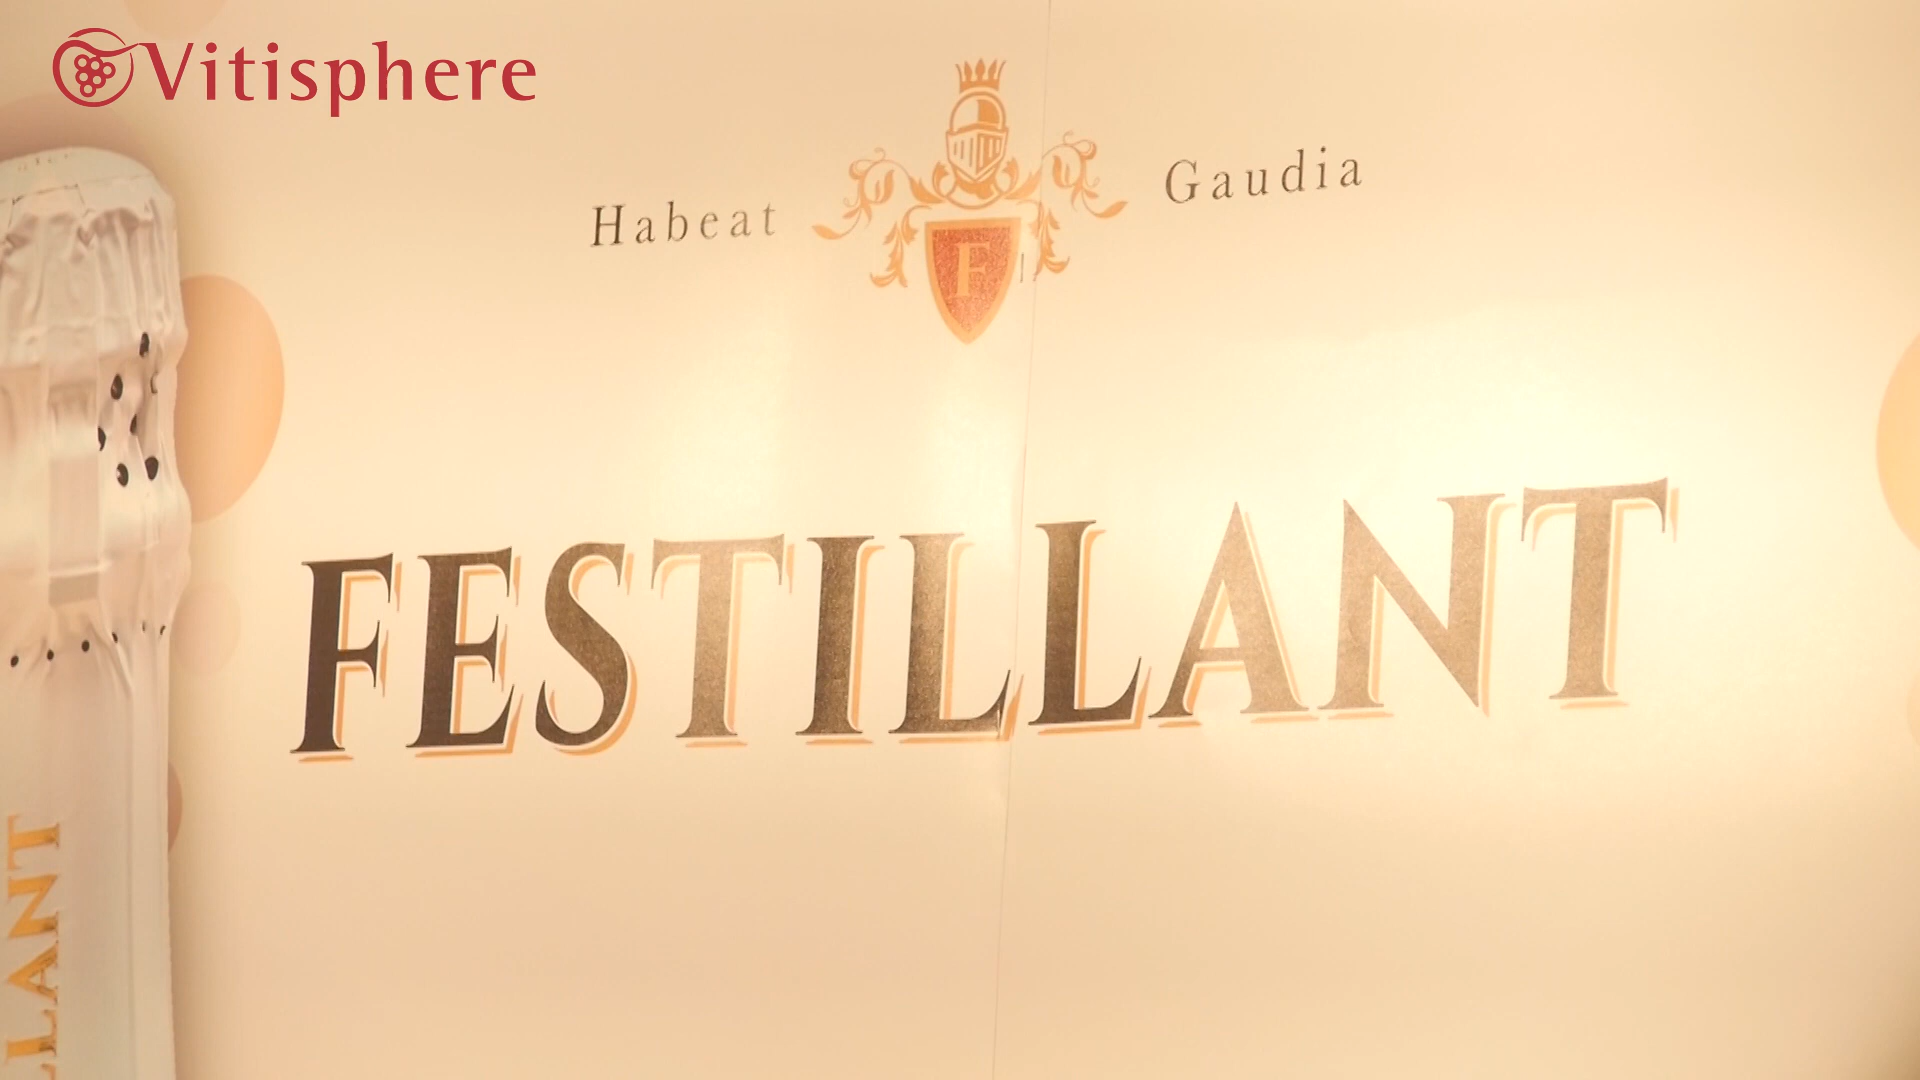 Vitisphere
Habeat Gaudia
F
FESTILLANT
LLANT